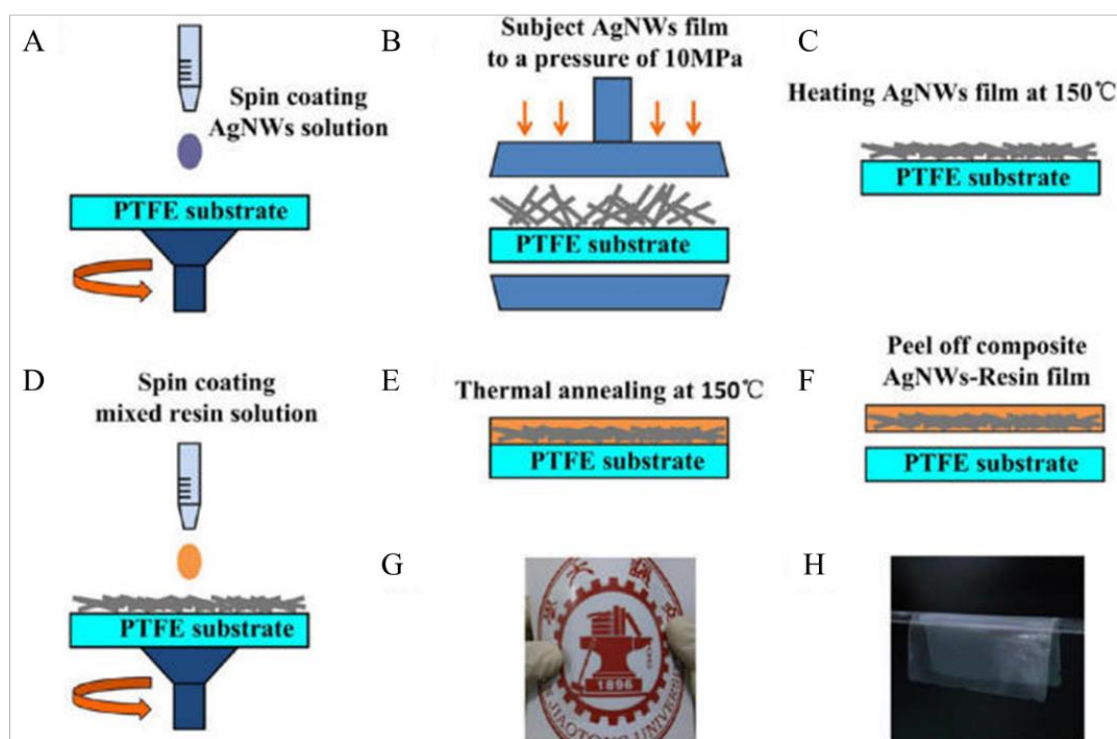 A
Spin coating
AgNWs solution
PTFE substrate
B
Subject AgNWs film
to a pressure of 10MPa
PTFE substrate
C
Heating AgNWs film at 150℃
PTFE substrate
D
Spin coating
mixed resin solution
PTFE substrate
E
Thermal annealing at 150℃
PTFE substrate
F
Peel off composite
AgNWs-Resin film
PTFE substrate
G
1896
JIAOTONG UNIVERSI
H